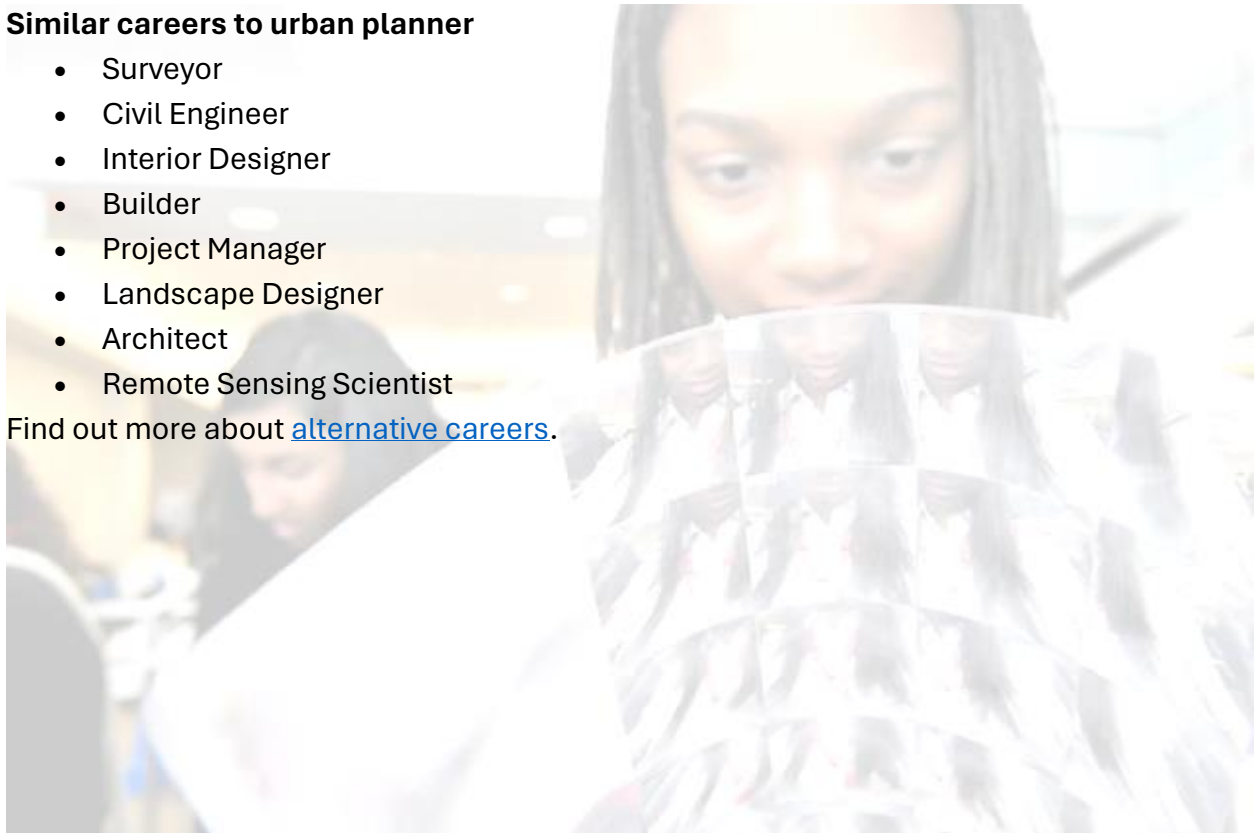 Similar careers to urban planner
• Surveyor
• Civil Engineer
• Interior Designer
• Builder
• Project Manager
• Landscape Designer
• Architect
• Remote Sensing Scientist
Find out more about alternative careers.